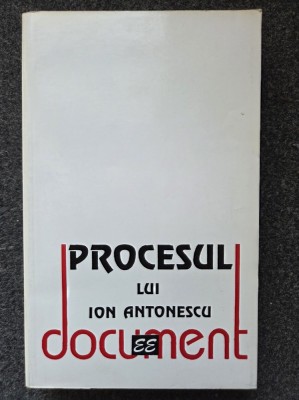 PROCESUL
LUI
ION ANTONESCU
document
EE